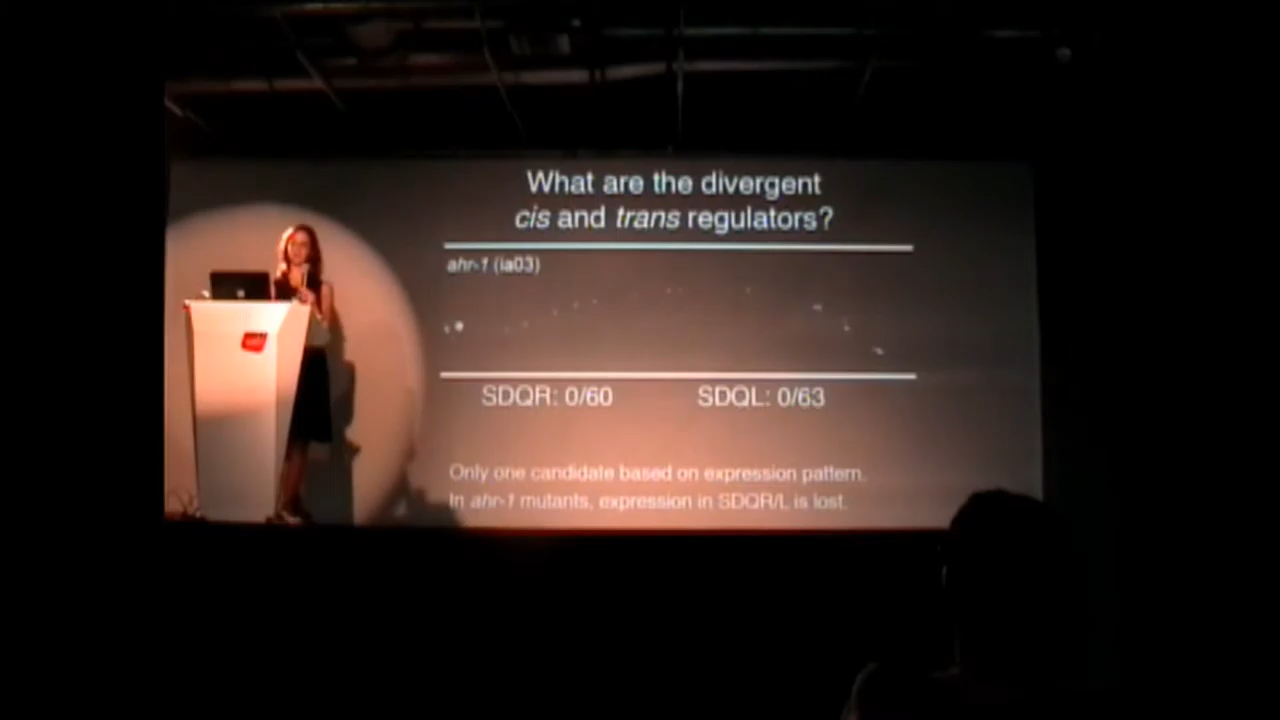 What are the divergent
cis and trans regulators?
ahr-1 (ia03)
SDQR: 0/60 SDQL: 0/63
Only one candidate based on expression pattern.
In ahr-1 mutants, expression in SDQR/L is lost.